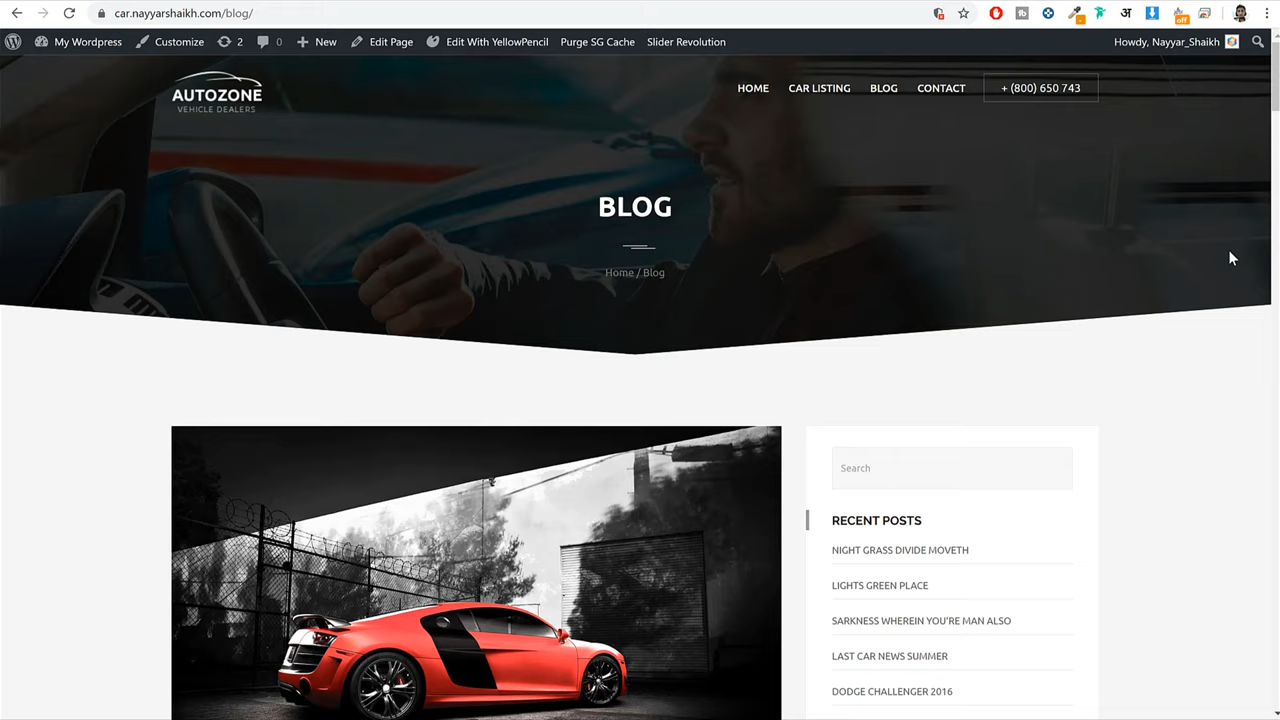 car.nayyarshaikh.com/blog/
off
अ
My Wordpress
Customize
2
0
New
Edit Page
Edit With YellowPencil
Purge SG Cache
Slider Revolution
Howdy, Nayyar_Shaikh
AUTOZONE
VEHICLE DEALERS
HOME
CAR LISTING
BLOG
CONTACT
+ (800) 650 743
BLOG
Home / Blog
Search
RECENT POSTS
NIGHT GRASS DIVIDE MOVETH
LIGHTS GREEN PLACE
SARKNESS WHEREIN YOU'RE MAN ALSO
LAST CAR NEWS SUMMER
DODGE CHALLENGER 2016